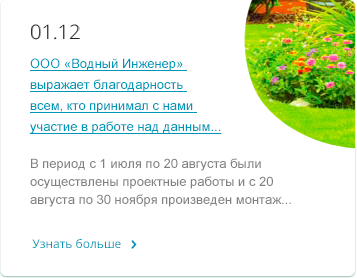 01.12
ООО «Водный Инженер»
выражает благодарность
всем, кто принимал с нами
участие в работе над данным...
В период с 1 июля по 20 августа были
осуществлены проектные работы и с 20
августа по 30 ноября произведен монтаж...
Узнать больше